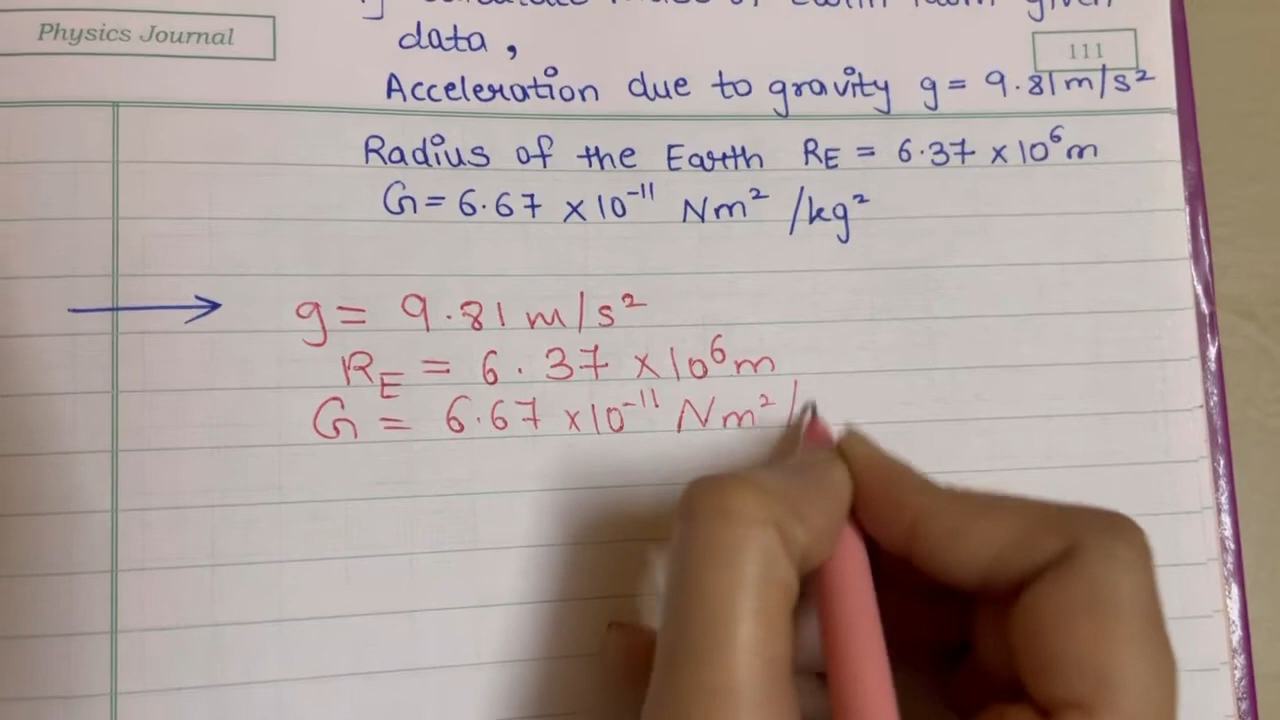 Physics Journal
data,
111
Acceleration due to gravity g = 9.81 m/s²
Radius of the Earth RE = 6.37 ×10⁶ m
G = 6.67 ×10⁻¹¹ Nm² /kg²
g = 9.81 m/s²
RE = 6.37 ×10⁶ m
G = 6.67 ×10⁻¹¹ Nm² /